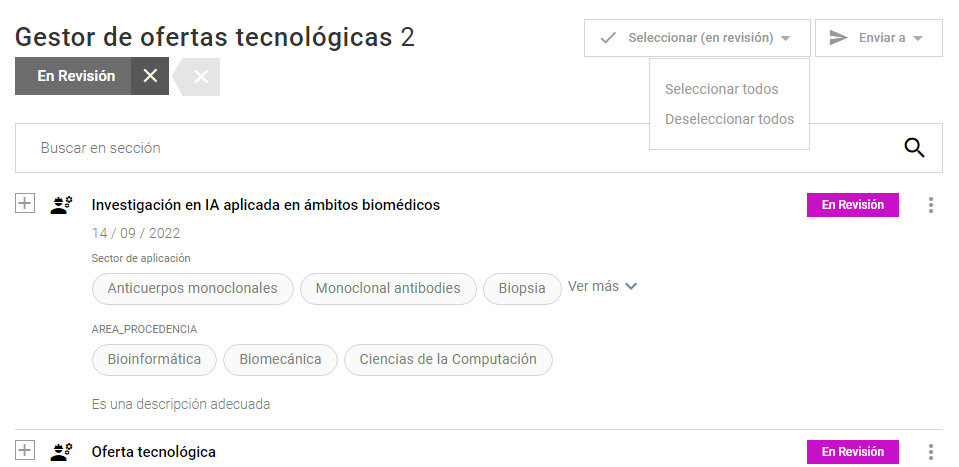 Gestor de ofertas tecnológicas 2
Seleccionar (en revisión)
Enviar a
En Revisión
Seleccionar todos
Deseleccionar todos
Buscar en sección
Investigación en IA aplicada en ámbitos biomédicos
En Revisión
14 / 09 / 2022
Sector de aplicación
Anticuerpos monoclonales Monoclonal antibodies Biopsia Ver más
AREA_PROCEDENCIA
Bioinformática Biomecánica Ciencias de la Computación
Es una descripción adecuada
Oferta tecnológica
En Revisión